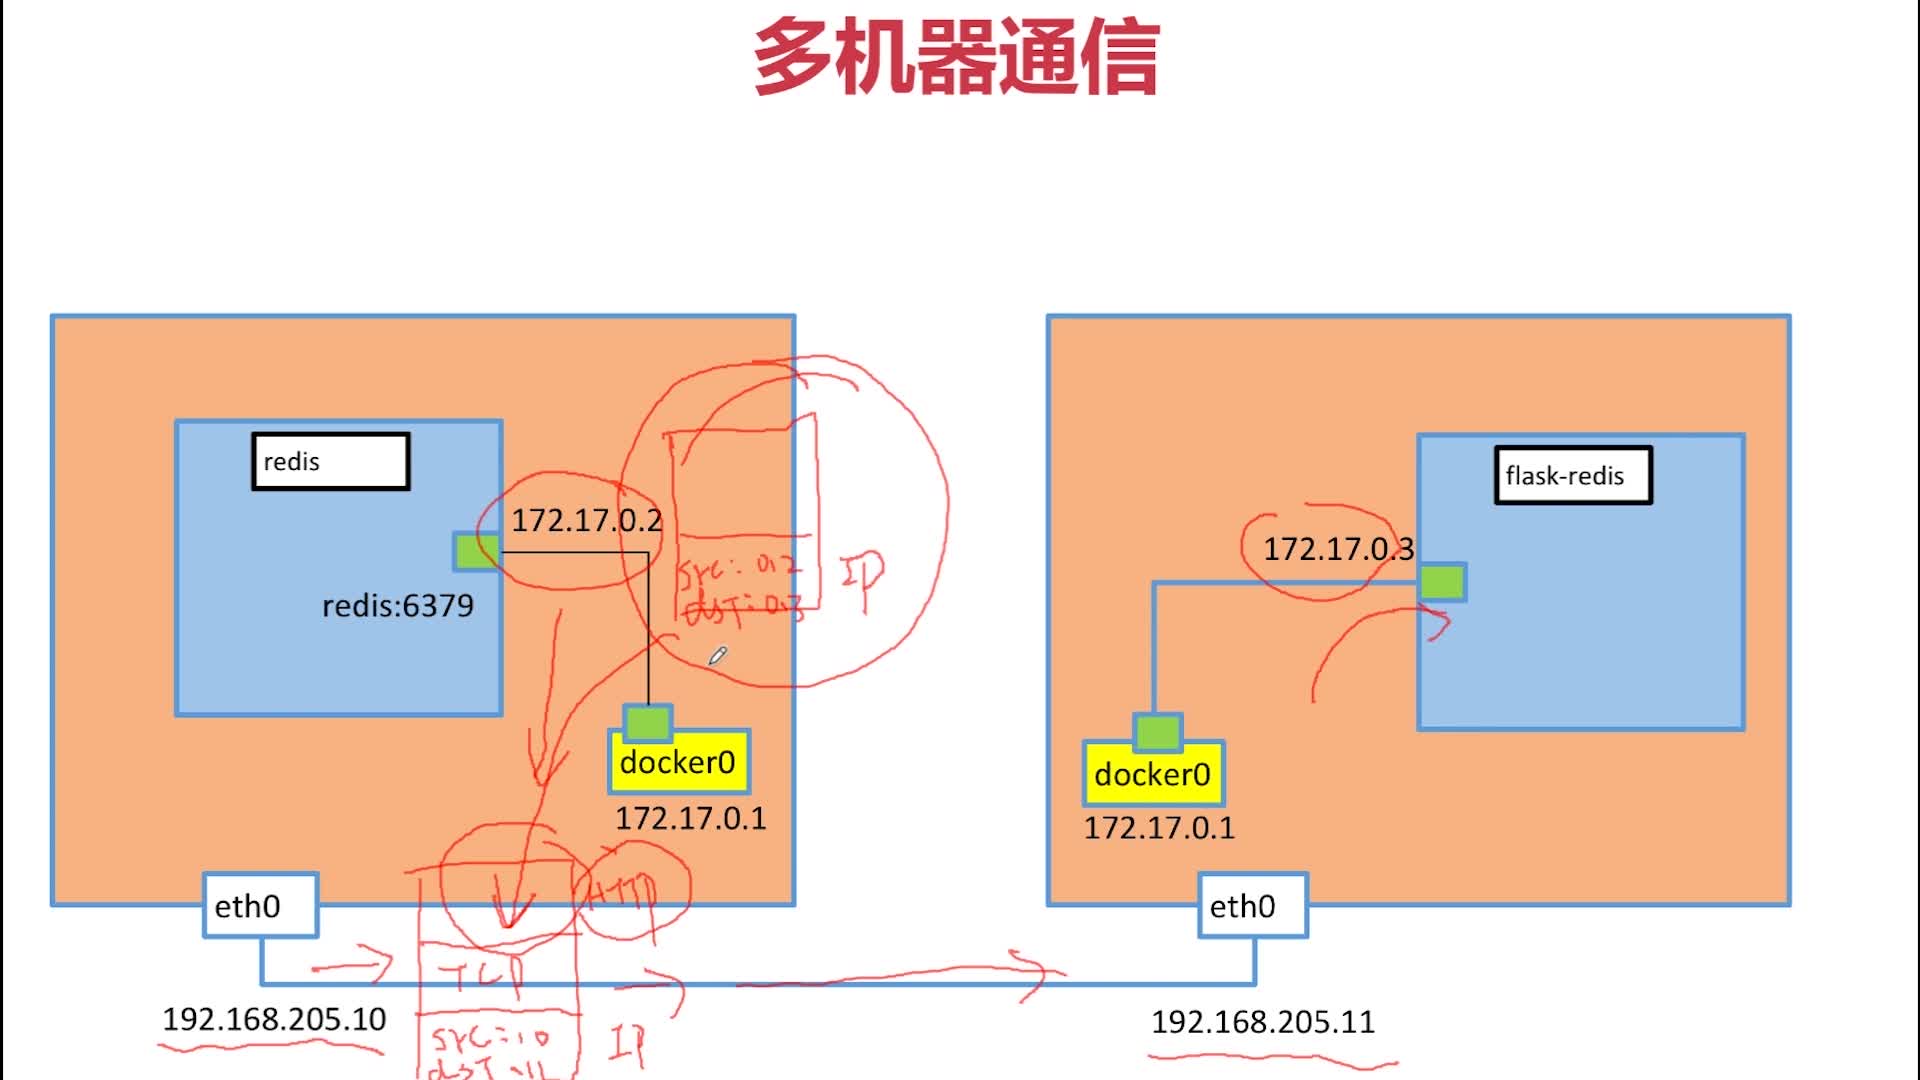 多机器通信
redis
172.17.0.2
redis:6379
docker0
172.17.0.1
eth0
192.168.205.10
src: 0.2
dsT: 0.3
IP
HTTP
TCP
src=10
IP
flask-redis
172.17.0.3
docker0
172.17.0.1
eth0
192.168.205.11